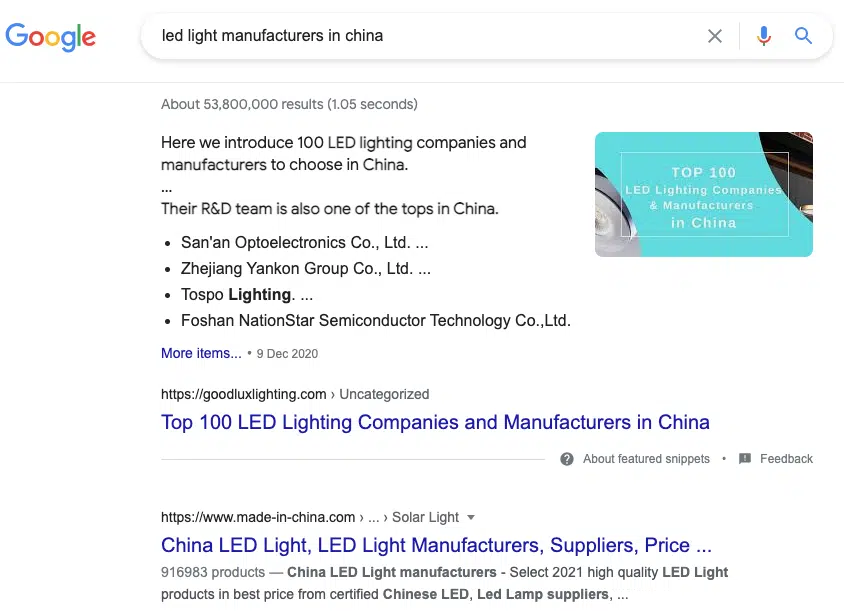 Google
led light manufacturers in china
About 53,800,000 results (1.05 seconds)
Here we introduce 100 LED lighting companies and
manufacturers to choose in China.
...
Their R&D team is also one of the tops in China.
• San'an Optoelectronics Co., Ltd. ...
• Zhejiang Yankon Group Co., Ltd. ...
• Tospo Lighting. ...
• Foshan NationStar Semiconductor Technology Co.,Ltd.
TOP 100
LED Lighting Companies
& Manufacturers
in China
More items... • 9 Dec 2020
https://goodluxlighting.com › Uncategorized
Top 100 LED Lighting Companies and Manufacturers in China
About featured snippets • Feedback
https://www.made-in-china.com › ... › Solar Light
China LED Light, LED Light Manufacturers, Suppliers, Price ...
916983 products — China LED Light manufacturers - Select 2021 high quality LED Light
products in best price from certified Chinese LED, Led Lamp suppliers, ...